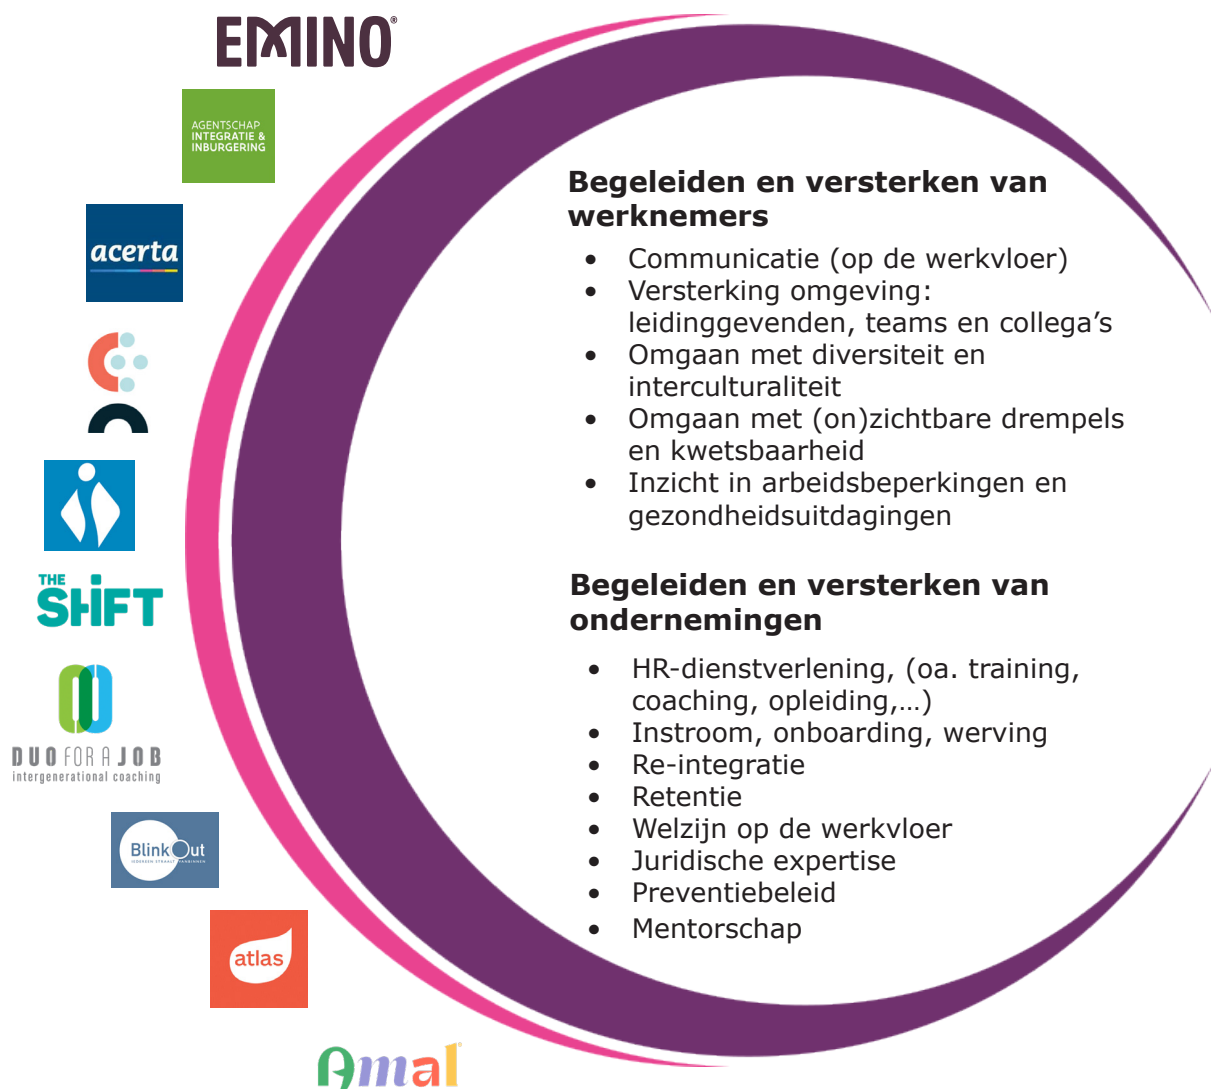 EMINO®
AGENTSCHAP
INTEGRATIE &
INBURGERING
acerta
THE
SHIFT
DUO FOR A JOB
intergenerational coaching
BlinkOut
IEDEREEN STRAALT VANBINNEN
atlas
Amal
Begeleiden en versterken van
werknemers
• Communicatie (op de werkvloer)
• Versterking omgeving:
leidinggevenden, teams en collega's
• Omgaan met diversiteit en
interculturaliteit
• Omgaan met (on)zichtbare drempels
en kwetsbaarheid
• Inzicht in arbeidsbeperkingen en
gezondheidsuitdagingen
Begeleiden en versterken van
ondernemingen
• HR-dienstverlening, (oa. training,
coaching, opleiding,…)
• Instroom, onboarding, werving
• Re-integratie
• Retentie
• Welzijn op de werkvloer
• Juridische expertise
• Preventiebeleid
• Mentorschap